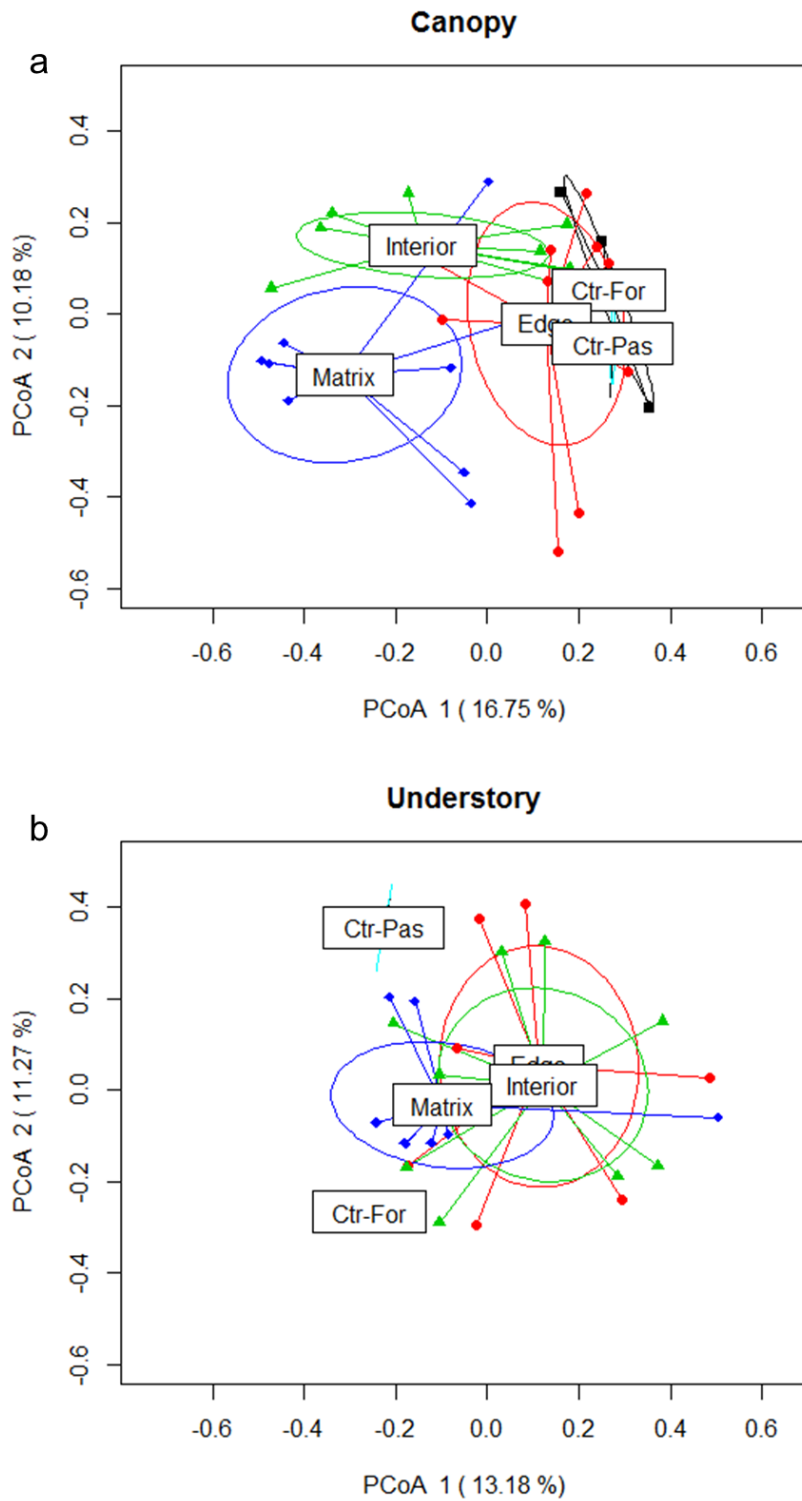 Canopy
a
0.4
0.2
0.0
-0.2
-0.4
-0.6
PCoA 2 ( 10.18 %)
Interior
Ctr-For
Edge
Ctr-Pas
Matrix
-0.6 -0.4 -0.2 0.0 0.2 0.4 0.6
PCoA 1 ( 16.75 %)
Understory
b
0.4
0.2
0.0
-0.2
-0.4
-0.6
PCoA 2 ( 11.27 %)
Ctr-Pas
Edge
Interior
Matrix
Ctr-For
-0.6 -0.4 -0.2 0.0 0.2 0.4 0.6
PCoA 1 ( 13.18 %)